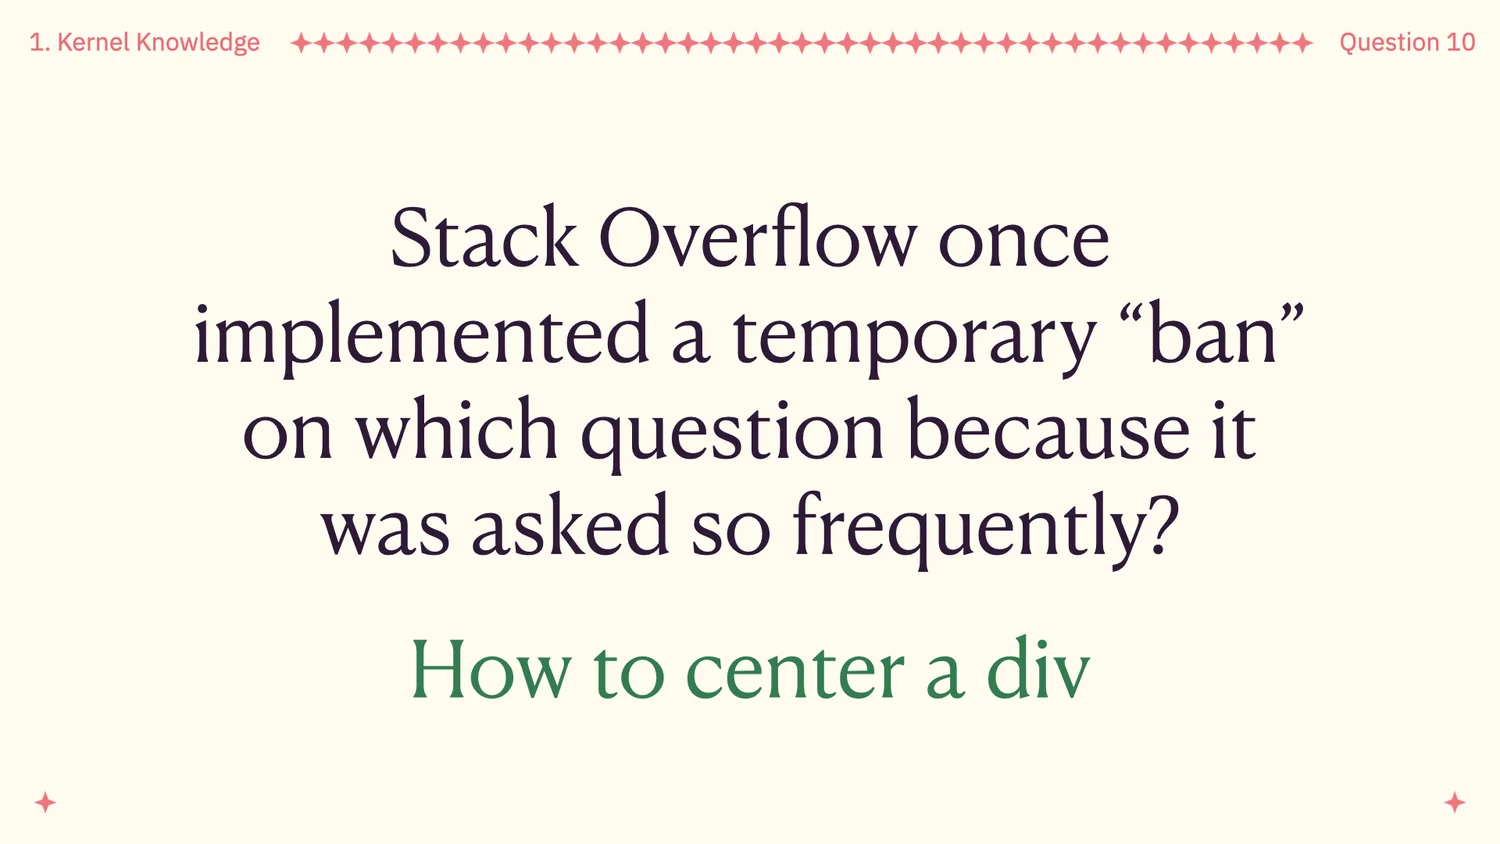 1. Kernel Knowledge
Question 10
Stack Overflow once
implemented a temporary “ban”
on which question because it
was asked so frequently?
How to center a div